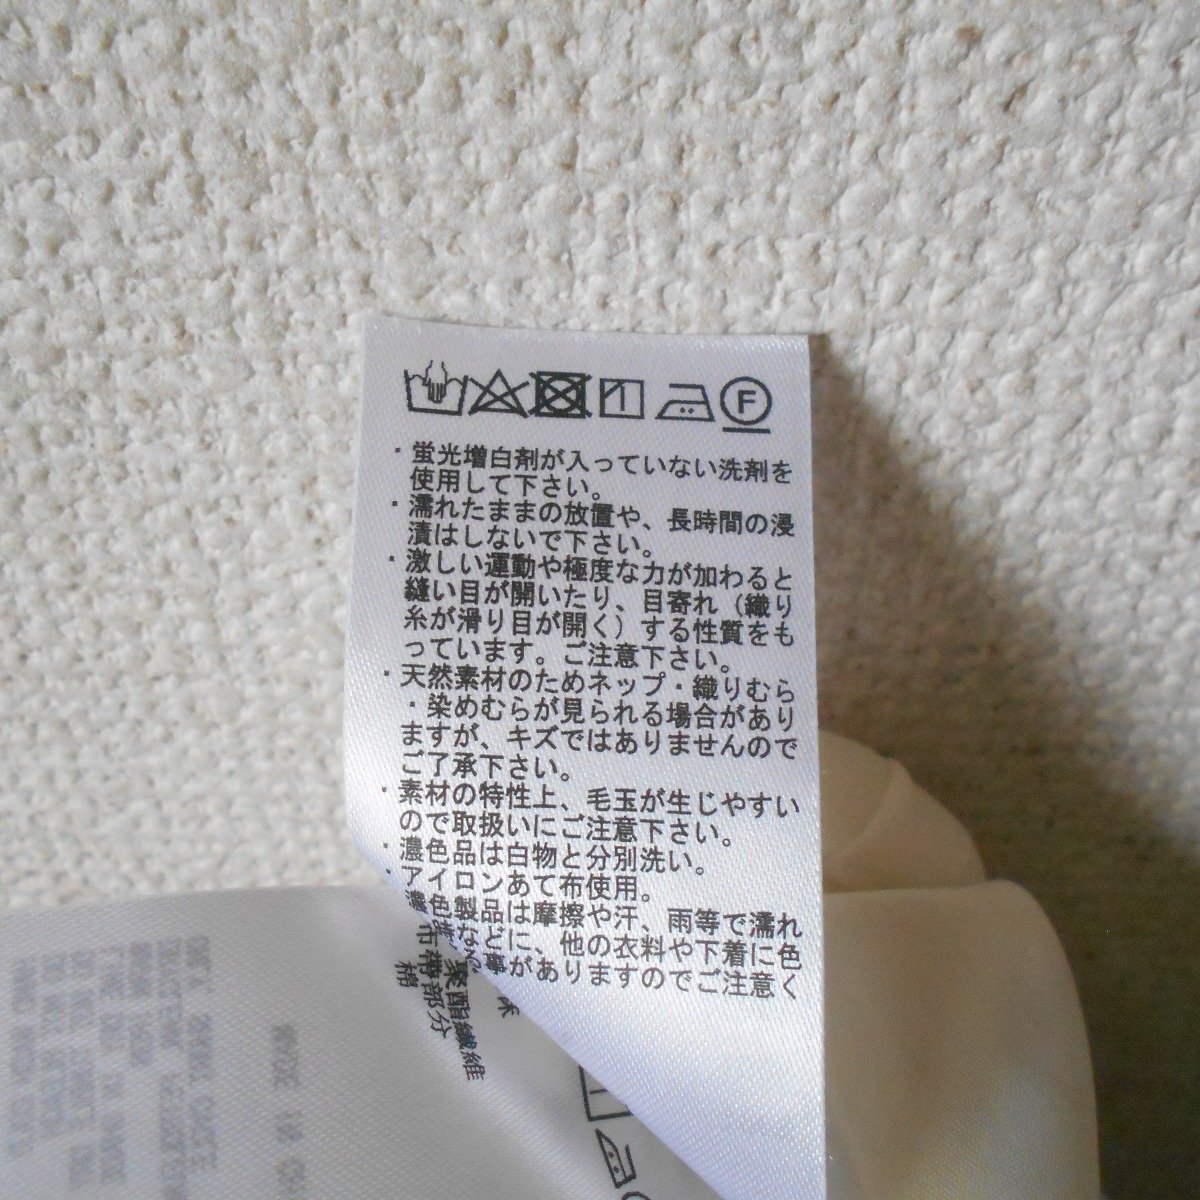 F
・蛍光増白剤が入っていない洗剤を
使用して下さい。
・濡れたままの放置や、長時間の浸
漬はしないで下さい。
・激しい運動や極度な力が加わると
縫い目が開いたり、目寄れ（織り
糸が滑り目が開く）する性質をも
っています。ご注意下さい。
・天然素材のためネップ・織りむら
・染めむらが見られる場合があり
ますが、キズではありませんので
ご了承下さい。
・素材の特性上、毛玉が生じやすい
ので取扱いにご注意下さい。
・濃色品は白物と分別洗い。
・アイロンあて布使用。
濃色製品は摩擦や汗、雨等で濡れ
などに、他の衣料や下着に色
事がありますのでご注意く
聚酯纖維
布帶部分
棉